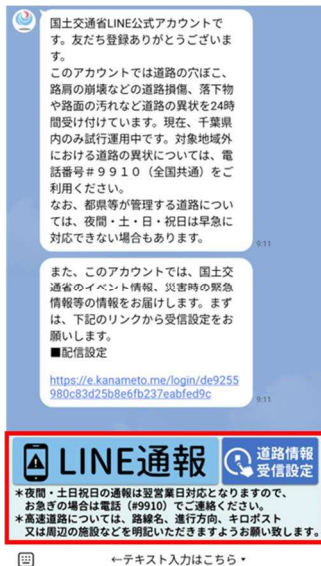 国土交通省LINE公式アカウントで
す。友だち登録ありがとうございま
す。
このアカウントでは道路の穴ぼこ、
路肩の崩壊などの道路損傷、落下物
や路面の汚れなど道路の異状を24時
間受け付けています。現在、千葉県
内のみ試行運用中です。対象地域外
における道路の異状については、電
話番号＃９９１０（全国共通）をご
利用ください。
なお、都県等が管理する道路につい
ては、夜間・土・日・祝日は早急に
対応できない場合もあります。
9:11
また、このアカウントでは、国土交
通省のイベント情報、災害時の緊急
情報等の情報をお届けします。まず
は、下記のリンクから受信設定をお
願いします。
■配信設定
https://e.kanameto.me/login/de9255
980c83d25b8e6fb237eabfed9c
9:11
LINE通報
道路情報
受信設定
＊夜間・土日祝日の通報は翌営業日対応となりますので、
お急ぎの場合は電話（#9910）でご連絡ください。
＊高速道路については、路線名、進行方向、キロポスト
又は周辺の施設などを明記いただきますようお願い致します。
←テキスト入力はこちら▼